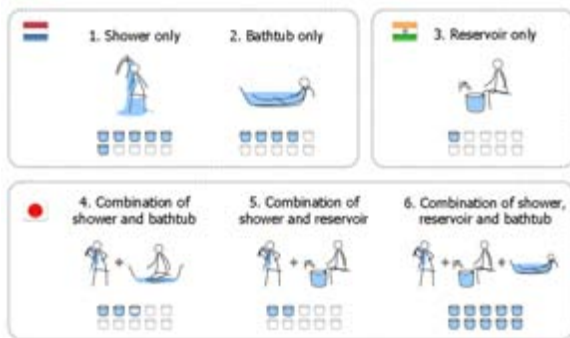 1. Shower only
2. Bathtub only
3. Reservoir only
4. Combination of
shower and bathtub
5. Combination of
shower and reservoir
6. Combination of shower,
reservoir and bathtub